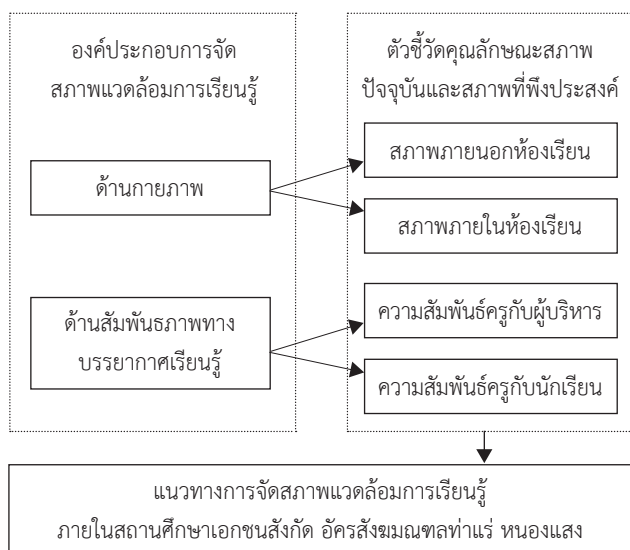 องค์ประกอบการจัด
สภาพแวดล้อมการเรียนรู้
ด้านกายภาพ
ด้านสัมพันธภาพทาง
บรรยากาศเรียนรู้
ตัวชี้วัดคุณลักษณะสภาพ
ปัจจุบันและสภาพที่พึงประสงค์
สภาพภายนอกห้องเรียน
สภาพภายในห้องเรียน
ความสัมพันธ์ครูกับผู้บริหาร
ความสัมพันธ์ครูกับนักเรียน
แนวทางการจัดสภาพแวดล้อมการเรียนรู้
ภายในสถานศึกษาเอกชนสังกัด อัครสังฆมณฑลท่าแร่ หนองแสง